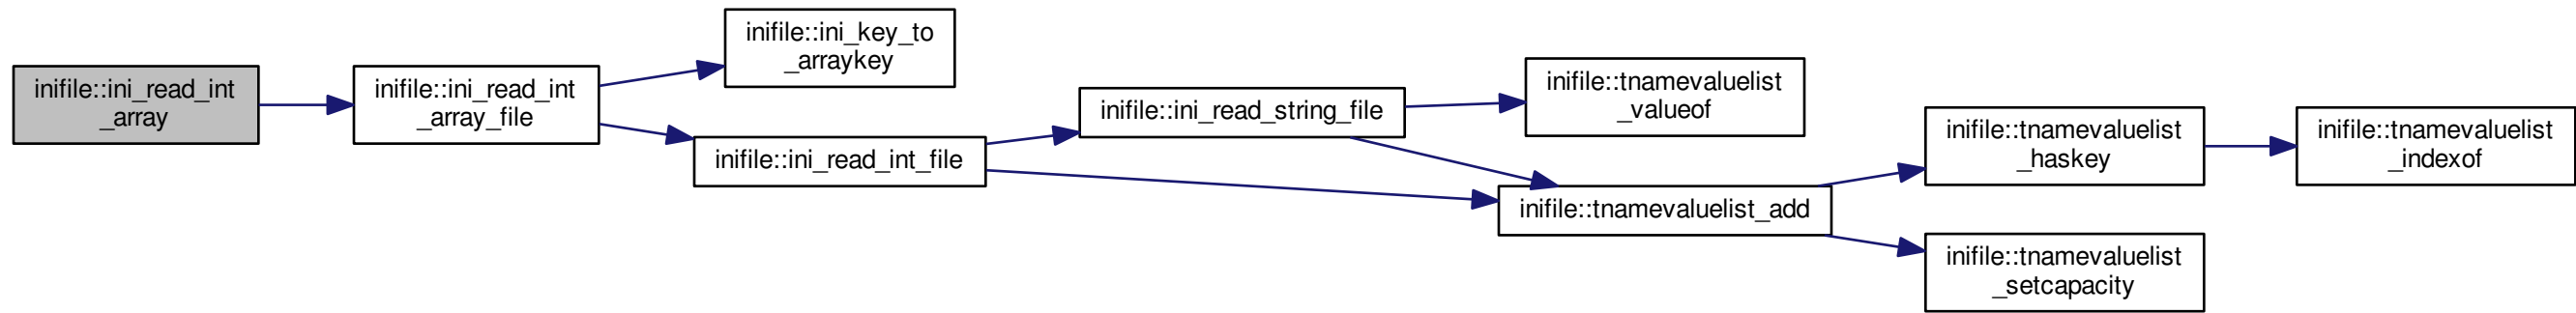 inifile::ini_read_int
_array
inifile::ini_read_int
_array_file
inifile::ini_key_to
_arraykey
inifile::ini_read_int_file
inifile::ini_read_string_file
inifile::tnamevaluelist
_valueof
inifile::tnamevaluelist_add
inifile::tnamevaluelist
_haskey
inifile::tnamevaluelist
_setcapacity
inifile::tnamevaluelist
_indexof